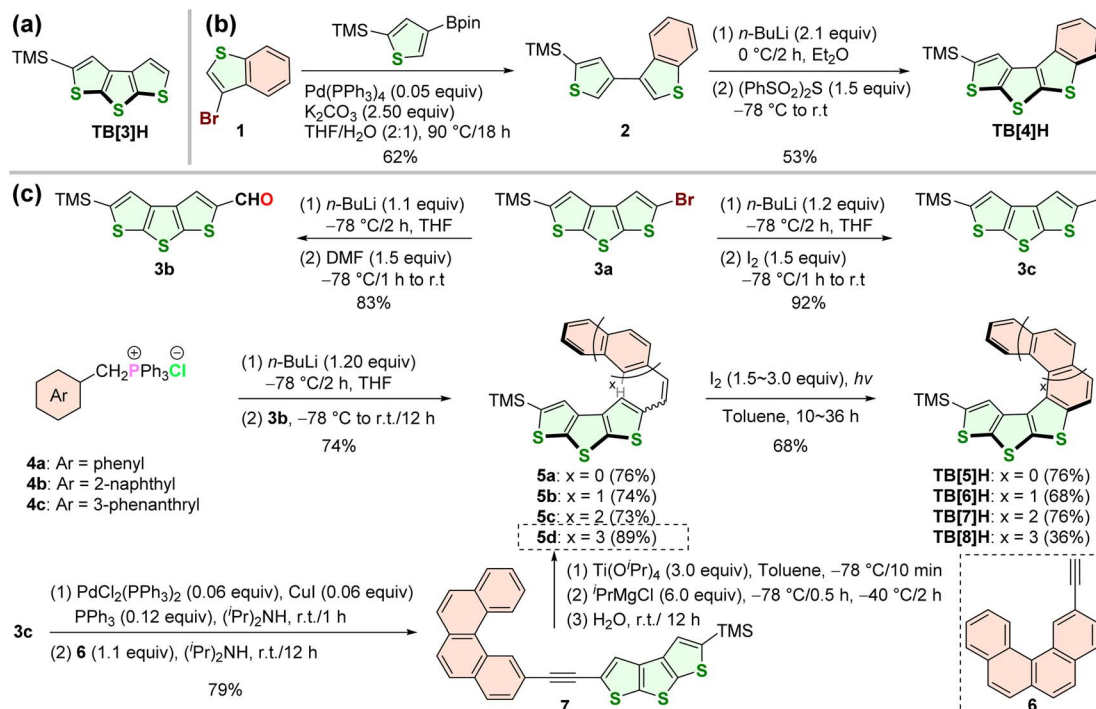 (a)
TMS
S
S
S
TB[3]H
(b)
S
Br
1
TMS
S
Bpin
Pd(PPh₃)₄ (0.05 equiv)
K₂CO₃ (2.50 equiv)
THF/H₂O (2:1), 90 °C/18 h
62%
TMS
S
S
2
(1) n-BuLi (2.1 equiv)
0 °C/2 h, Et₂O
(2) (PhSO₂)₂S (1.5 equiv)
−78 °C to r.t
53%
TMS
S
S
S
TB[4]H
(c)
TMS
CHO
S
S
S
3b
(1) n-BuLi (1.1 equiv)
−78 °C/2 h, THF
(2) DMF (1.5 equiv)
−78 °C/1 h to r.t
83%
TMS
Br
S
S
S
3a
(1) n-BuLi (1.2 equiv)
−78 °C/2 h, THF
(2) I₂ (1.5 equiv)
−78 °C/1 h to r.t
92%
TMS
S
S
S
3c
Ar
CH₂PPh₃Cl
⊕
⊖
4a: Ar = phenyl
4b: Ar = 2-naphthyl
4c: Ar = 3-phenanthryl
(1) n-BuLi (1.20 equiv)
−78 °C/2 h, THF
(2) 3b, −78 °C to r.t./12 h
74%
x
H
TMS
S
S
S
5a: x = 0 (76%)
5b: x = 1 (74%)
5c: x = 2 (73%)
5d: x = 3 (89%)
I₂ (1.5~3.0 equiv), hν
Toluene, 10~36 h
68%
x
TMS
S
S
S
TB[5]H: x = 0 (76%)
TB[6]H: x = 1 (68%)
TB[7]H: x = 2 (76%)
TB[8]H: x = 3 (36%)
3c
(1) PdCl₂(PPh₃)₂ (0.06 equiv), CuI (0.06 equiv)
PPh₃ (0.12 equiv), (ⁱPr)₂NH, r.t./1 h
(2) 6 (1.1 equiv), (ⁱPr)₂NH, r.t./12 h
79%
(1) Ti(OⁱPr)₄ (3.0 equiv), Toluene, −78 °C/10 min
(2) ⁱPrMgCl (6.0 equiv), −78 °C/0.5 h, −40 °C/2 h
(3) H₂O, r.t./ 12 h
TMS
S
S
S
7
6